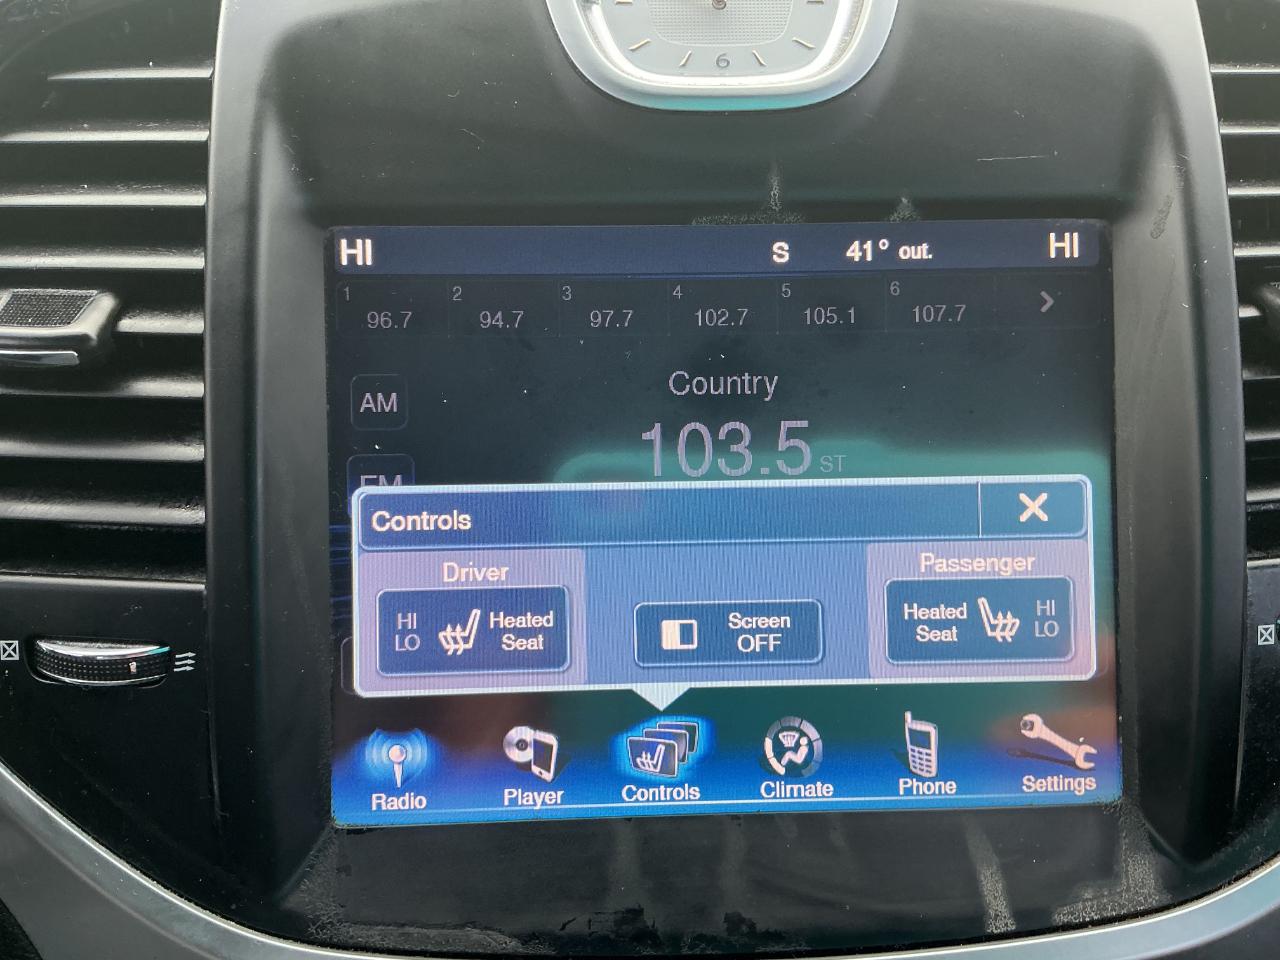 6
HI S 41° out. HI
1 2 3 4 5 6
96.7 94.7 97.7 102.7 105.1 107.7
Country
AM
103.5 ST
FM
Controls
Driver
Passenger
HI
LO
Heated
Seat
Screen
OFF
Heated
Seat
HI
LO
Radio Player Controls Climate Phone Settings